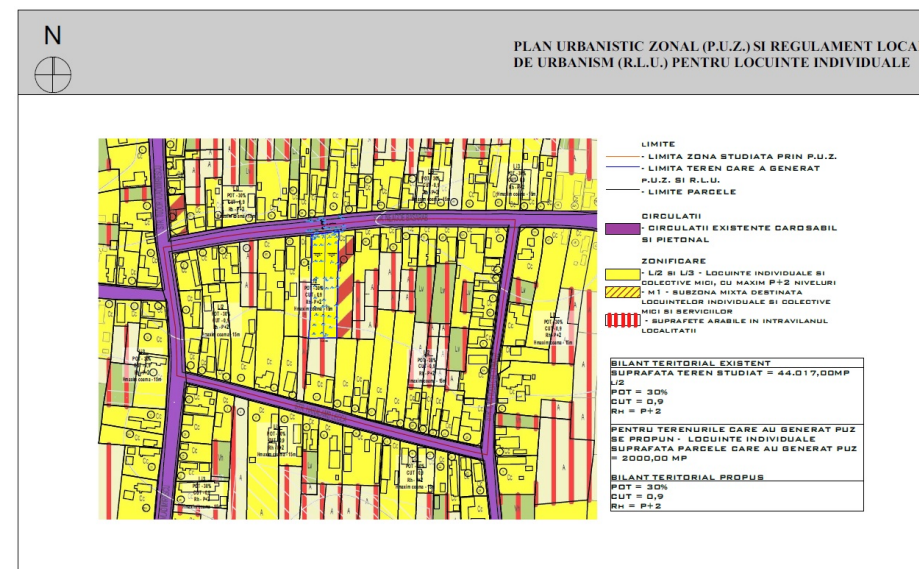 N
PLAN URBANISTIC ZONAL (P.U.Z.) SI REGULAMENT LOCA
DE URBANISM (R.L.U.) PENTRU LOCUINTE INDIVIDUALE
LIMITE
- LIMITA ZONA STUDIATA PRIN P.U.Z.
- LIMITA TEREN CARE A GENERAT
P.U.Z. SI R.L.U.
- LIMITE PARCELE
CIRCULATII
- CIRCULATII EXISTENTE CAROSABIL
SI PIETONAL
ZONIFICARE
- L/2 SI L/3 - LOCUINTE INDIVIDUALE SI
COLECTIVE MICI, CU MAXIM P+2 NIVELURI
- M1 - SUBZONA MIXTA DESTINATA
LOCUINTELOR INDIVIDUALE SI COLECTIVE
MICI SI SERVICIILOR
- SUPRAFETE ARABILE IN INTRAVILANUL
LOCALITATII
BILANT TERITORIAL EXISTENT
SUPRAFATA TEREN STUDIAT = 44.017,00MP
L/2
POT = 30%
CUT = 0,9
RH = P+2
PENTRU TERENURILE CARE AU GENERAT PUZ
SE PROPUN - LOCUINTE INDIVIDUALE
SUPRAFATA PARCELE CARE AU GENERAT PUZ
= 2000,00 MP
BILANT TERITORIAL PROPUS
POT = 30%
CUT = 0,9
RH = P+2